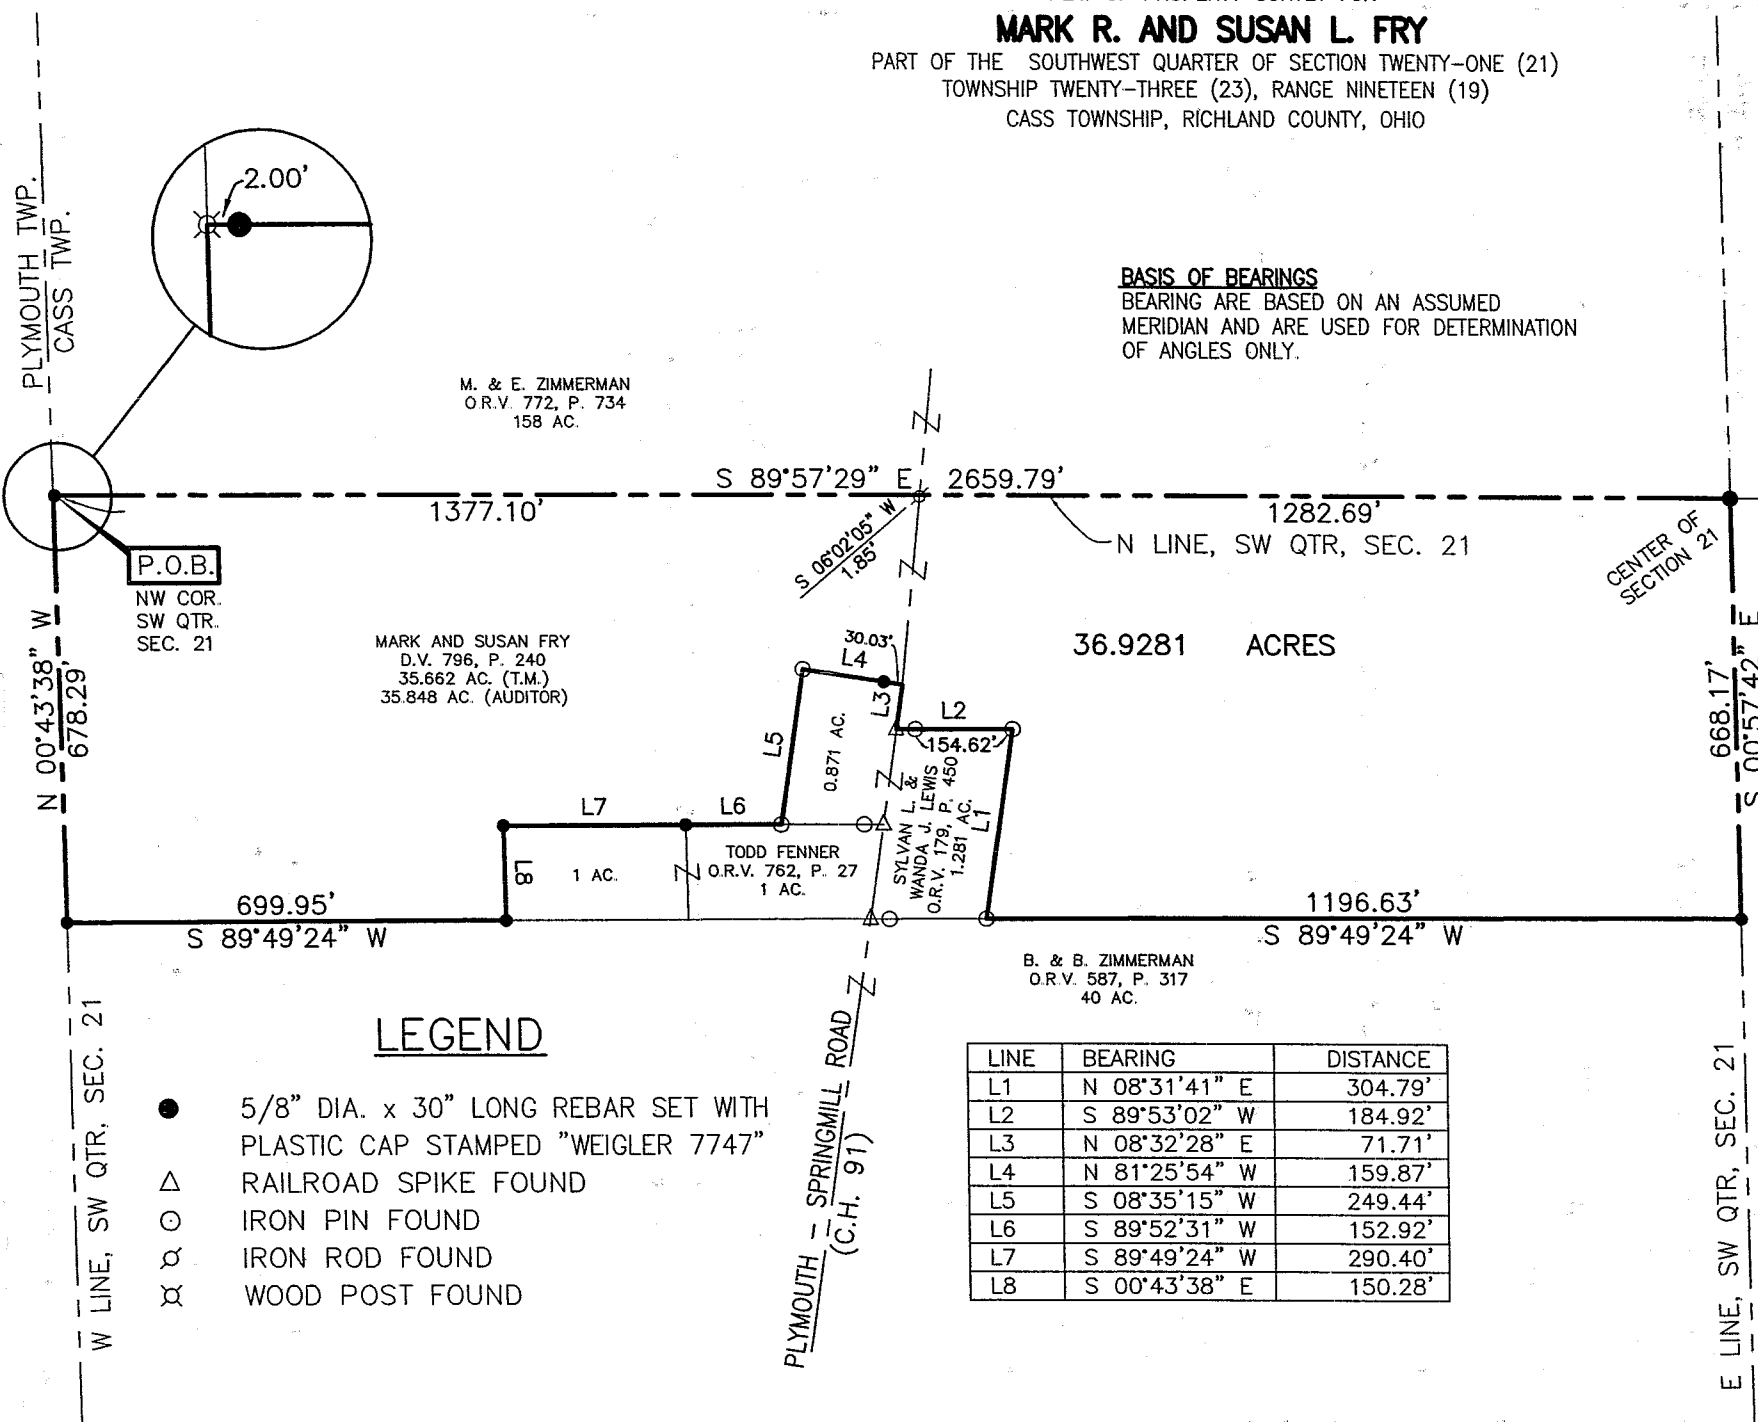 MARK R. AND SUSAN L. FRY
PART OF THE SOUTHWEST QUARTER OF SECTION TWENTY-ONE (21)
TOWNSHIP TWENTY-THREE (23), RANGE NINETEEN (19)
CASS TOWNSHIP, RICHLAND COUNTY, OHIO
PLYMOUTH TWP.
CASS TWP.
2.00'
BASIS OF BEARINGS
BEARING ARE BASED ON AN ASSUMED
MERIDIAN AND ARE USED FOR DETERMINATION
OF ANGLES ONLY.
M. & E. ZIMMERMAN
O.R.V. 772, P. 734
158 AC.
S 89°57'29" E 2659.79'
1377.10'
1282.69'
N LINE, SW QTR, SEC. 21
S 06°02'05" W
1.85'
CENTER OF
SECTION 21
P.O.B.
NW COR.
SW QTR.
SEC. 21
N 00°43'38" W
678.29'
MARK AND SUSAN FRY
D.V. 796, P. 240
35.662 AC. (T.M.)
35.848 AC. (AUDITOR)
36.9281 ACRES
668.17'
S 00°57'42" E
30.03'
L4
L3
L2
154.62'
L5
0.871 AC.
SYLVAN L. &
WANDA J. LEWIS
O.R.V. 179, P. 450
1.281 AC.
L1
L7
L6
L8
1 AC.
TODD FENNER
O.R.V. 762, P. 27
1 AC.
699.95'
S 89°49'24" W
1196.63'
S 89°49'24" W
B. & B. ZIMMERMAN
O.R.V. 587, P. 317
40 AC.
W LINE, SW QTR, SEC. 21
E LINE, SW QTR, SEC. 21
PLYMOUTH - SPRINGMILL ROAD
(C.H. 91)
LEGEND
5/8" DIA. x 30" LONG REBAR SET WITH
PLASTIC CAP STAMPED "WEIGLER 7747"
RAILROAD SPIKE FOUND
IRON PIN FOUND
IRON ROD FOUND
WOOD POST FOUND
LINE BEARING DISTANCE
L1 N 08°31'41" E 304.79'
L2 S 89°53'02" W 184.92'
L3 N 08°32'28" E 71.71'
L4 N 81°25'54" W 159.87'
L5 S 08°35'15" W 249.44'
L6 S 89°52'31" W 152.92'
L7 S 89°49'24" W 290.40'
L8 S 00°43'38" E 150.28'